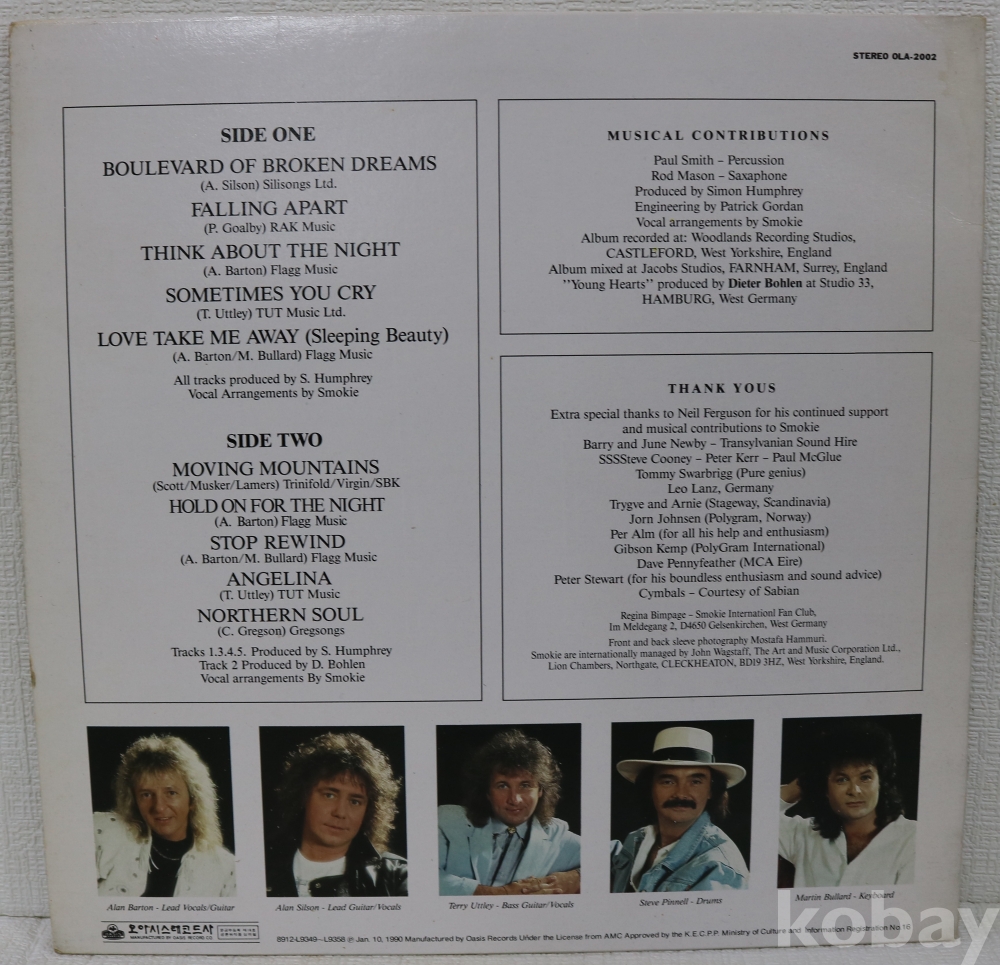 STEREO OLA-2002
SIDE ONE
BOULEVARD OF BROKEN DREAMS
(A. Silson) Silisongs Ltd.
FALLING APART
(P. Goalby) RAK Music
THINK ABOUT THE NIGHT
(A. Barton) Flagg Music
SOMETIMES YOU CRY
(T. Uttley) TUT Music Ltd.
LOVE TAKE ME AWAY (Sleeping Beauty)
(A. Barton/M. Bullard) Flagg Music
All tracks produced by S. Humphrey
Vocal Arrangements by Smokie
SIDE TWO
MOVING MOUNTAINS
(Scott/Musker/Lamers) Trinifold/Virgin/SBK
HOLD ON FOR THE NIGHT
(A. Barton) Flagg Music
STOP REWIND
(A. Barton/M. Bullard) Flagg Music
ANGELINA
(T. Uttley) TUT Music
NORTHERN SOUL
(C. Gregson) Gregsongs
Tracks 1.3.4.5. Produced by S. Humphrey
Track 2 Produced by D. Bohlen
Vocal arrangements By Smokie
MUSICAL CONTRIBUTIONS
Paul Smith – Percussion
Rod Mason – Saxaphone
Produced by Simon Humphrey
Engineering by Patrick Gordan
Vocal arrangements by Smokie
Album recorded at: Woodlands Recording Studios,
CASTLEFORD, West Yorkshire, England
Album mixed at Jacobs Studios, FARNHAM, Surrey, England
"Young Hearts" produced by Dieter Bohlen at Studio 33,
HAMBURG, West Germany
THANK YOUS
Extra special thanks to Neil Ferguson for his continued support
and musical contributions to Smokie
Barry and June Newby – Transylvanian Sound Hire
SSSSteve Cooney – Peter Kerr – Paul McGlue
Tommy Swarbrigg (Pure genius)
Leo Lanz, Germany
Trygve and Arnie (Stageway, Scandinavia)
Jorn Johnsen (Polygram, Norway)
Per Alm (for all his help and enthusiasm)
Gibson Kemp (PolyGram International)
Dave Pennyfeather (MCA Eire)
Peter Stewart (for his boundless enthusiasm and sound advice)
Cymbals – Courtesy of Sabian
Regina Bimpage – Smokie Internationl Fan Club,
Im Meldegang 2, D4650 Gelsenkirchen, West Germany
Front and back sleeve photography Mostafa Hammuri.
Smokie are internationally managed by John Wagstaff, The Art and Music Corporation Ltd.,
Lion Chambers, Northgate, CLECKHEATON, BD19 3HZ, West Yorkshire, England.
Alan Barton - Lead Vocals/Guitar
Alan Silson - Lead Guitar/Vocals
Terry Uttley - Bass Guitar/Vocals
Steve Pinnell - Drums
Martin Bullard - Keyboard
오아시스레코드사
MANUFACTURED BY OASIS RECORD CO.
8912-L9349~L9358 ℗ Jan. 10, 1990 Manufactured by Oasis Records Under the License from AMC Approved by the K.E.C.P.P. Ministry of Culture and Information Registration No.16
kobay